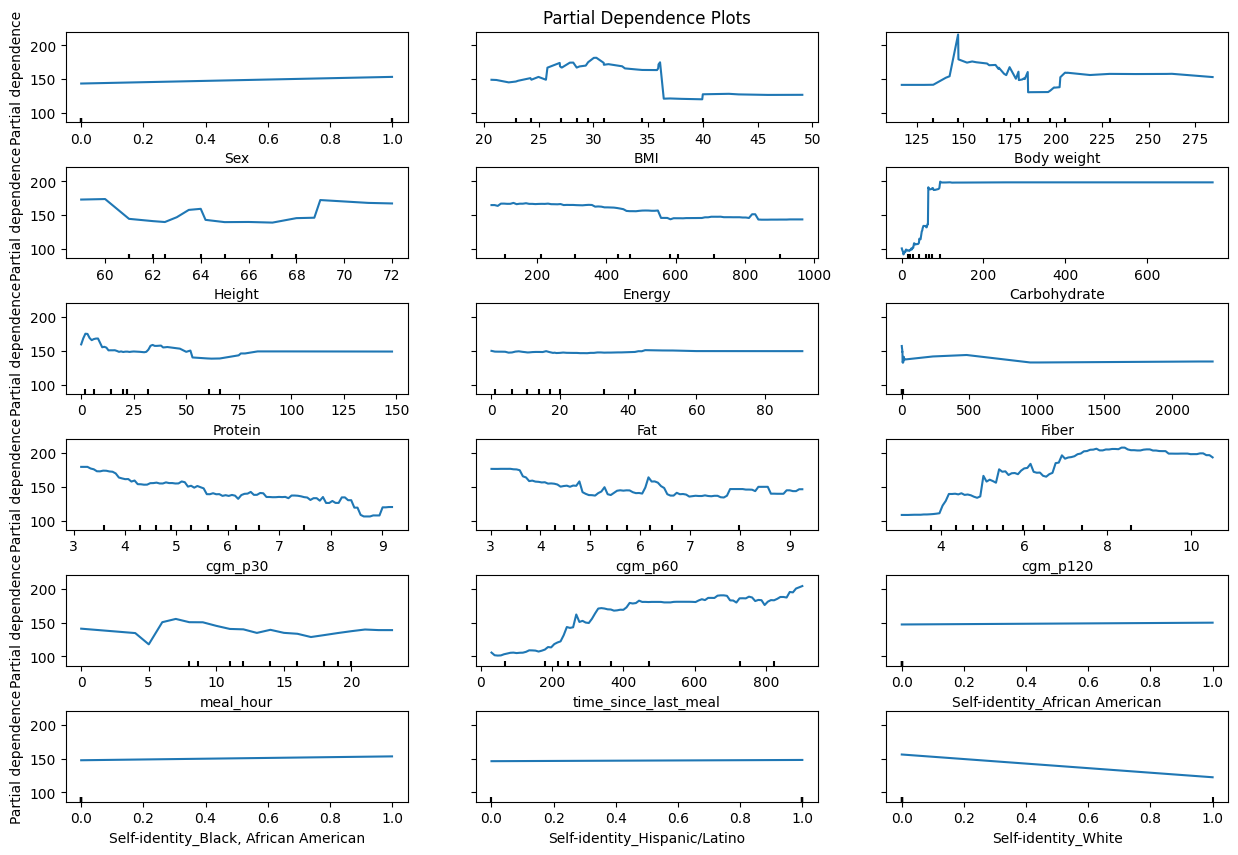 Partial Dependence Plots
Partial dependence
200
150
100
0.0 0.2 0.4 0.6 0.8 1.0
Sex
20 25 30 35 40 45 50
BMI
125 150 175 200 225 250 275
Body weight
Partial dependence
200
150
100
60 62 64 66 68 70 72
Height
200 400 600 800 1000
Energy
0 200 400 600
Carbohydrate
Partial dependence
200
150
100
0 25 50 75 100 125 150
Protein
0 20 40 60 80
Fat
0 500 1000 1500 2000
Fiber
Partial dependence
200
150
100
3 4 5 6 7 8 9
cgm_p30
3 4 5 6 7 8 9
cgm_p60
4 6 8 10
cgm_p120
Partial dependence
200
150
100
0 5 10 15 20
meal_hour
0 200 400 600 800
time_since_last_meal
0.0 0.2 0.4 0.6 0.8 1.0
Self-identity_African American
Partial dependence
200
150
100
0.0 0.2 0.4 0.6 0.8 1.0
Self-identity_Black, African American
0.0 0.2 0.4 0.6 0.8 1.0
Self-identity_Hispanic/Latino
0.0 0.2 0.4 0.6 0.8 1.0
Self-identity_White